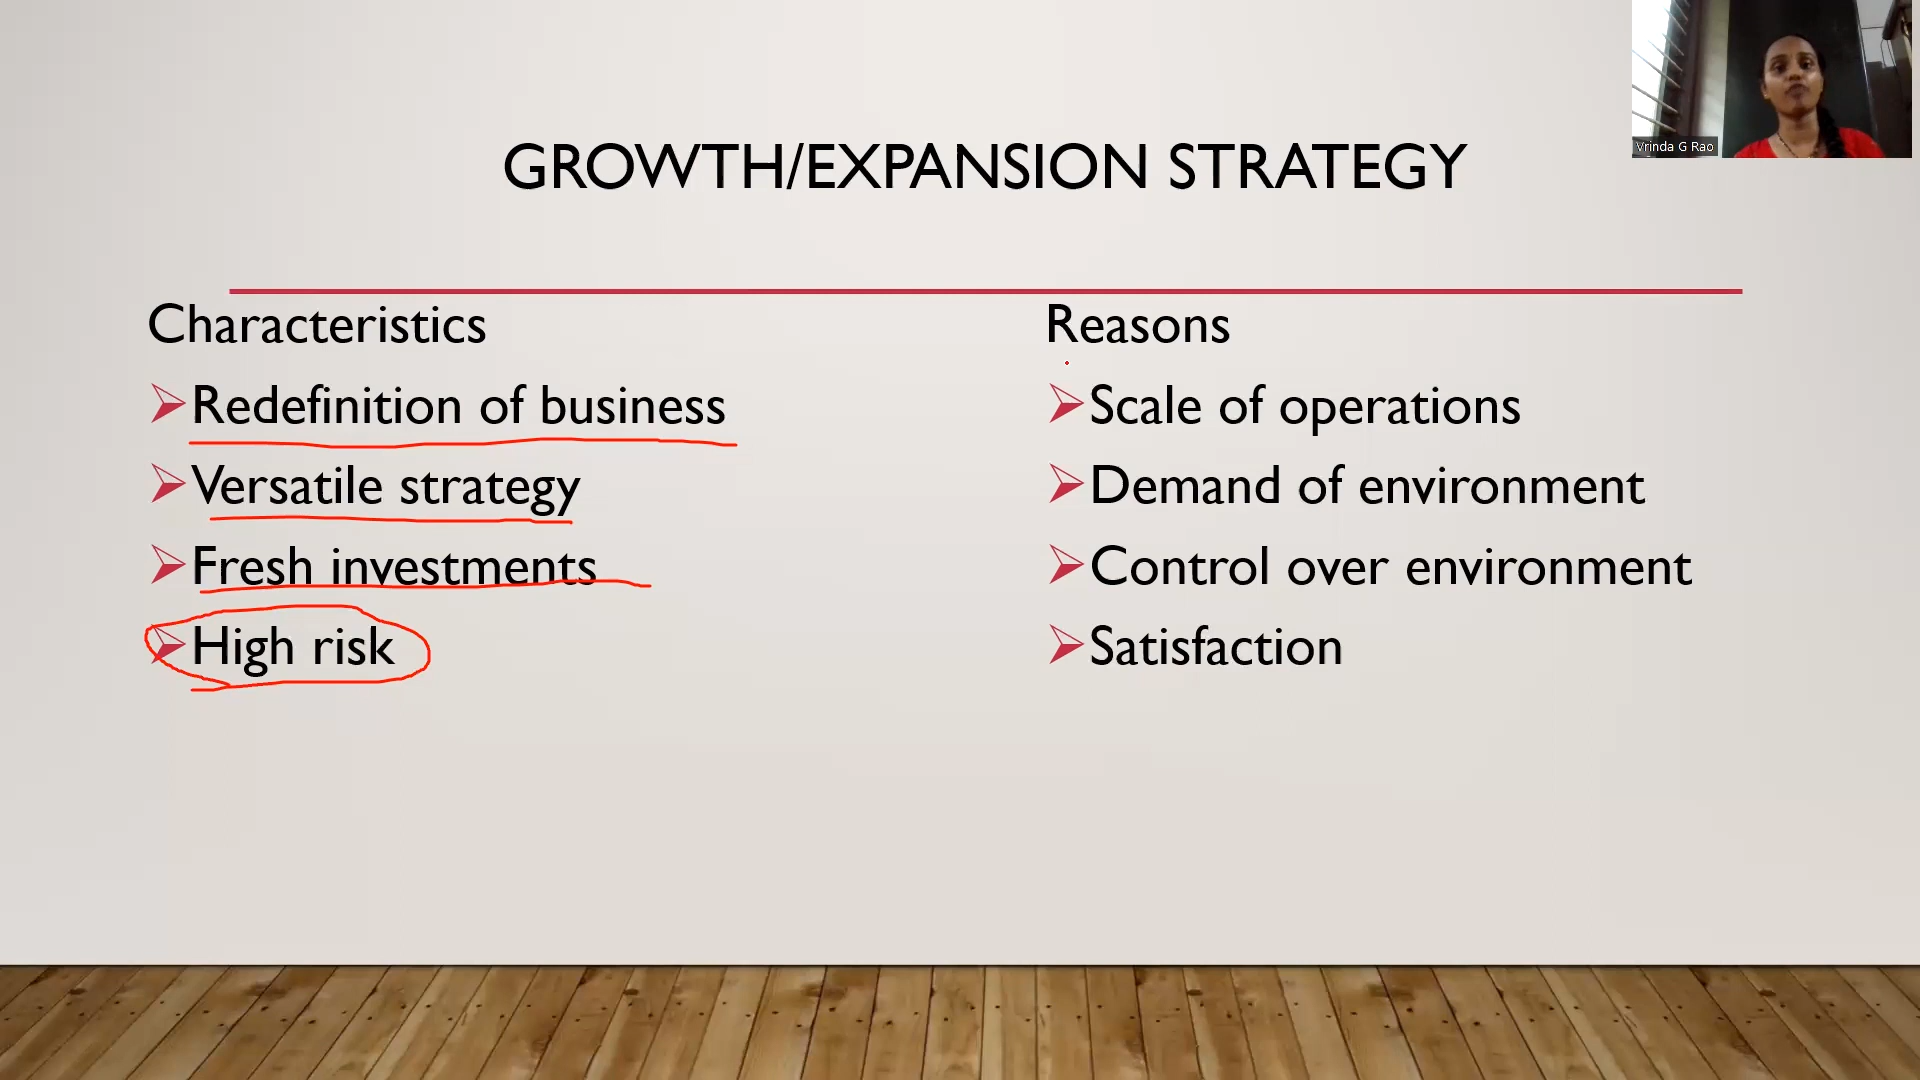 Vrinda G Rao
GROWTH/EXPANSION STRATEGY
Characteristics
Redefinition of business
Versatile strategy
Fresh investments
High risk
Reasons
Scale of operations
Demand of environment
Control over environment
Satisfaction